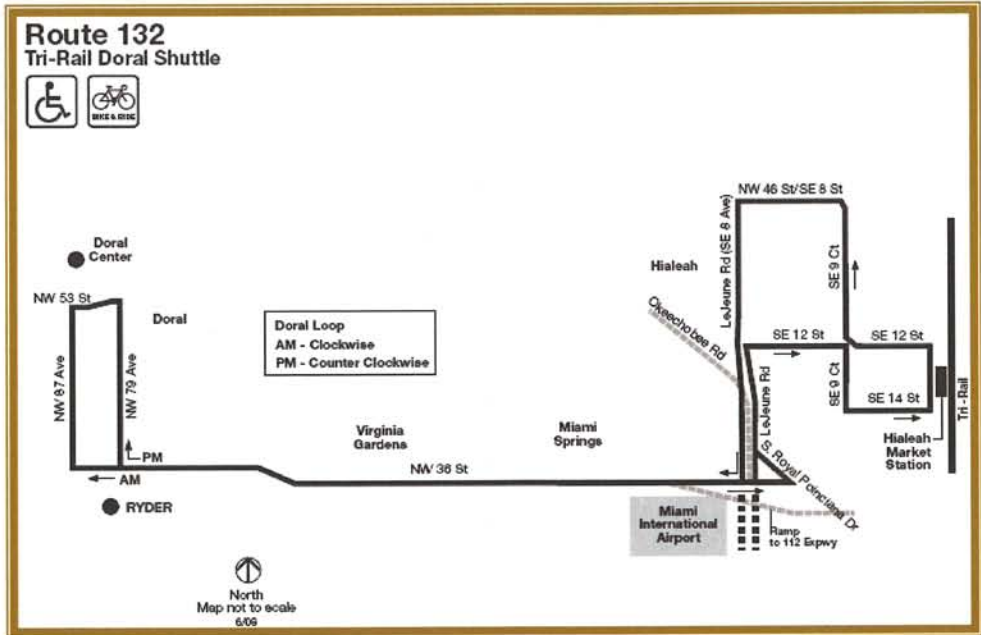 Route 132
Tri-Rail Doral Shuttle
BIKE & RIDE
NW 46 St/SE 8 St
Doral
Center
Hialeah
LeJeune Rd (SE 8 Ave)
SE 9 Ct
NW 53 St
Doral
Okeechobee Rd
Doral Loop
AM - Clockwise
PM - Counter Clockwise
SE 12 St
SE 12 St
NW 87 Ave
NW 79 Ave
LeJeune Rd
SE 9 Ct
SE 14 St
Tri-Rail
Virginia
Gardens
Miami
Springs
Hialeah
Market
Station
PM
AM
NW 36 St
S. Royal Poinciana Dr
RYDER
Miami
International
Airport
Ramp
to 112 Expwy
North
Map not to scale
6/09